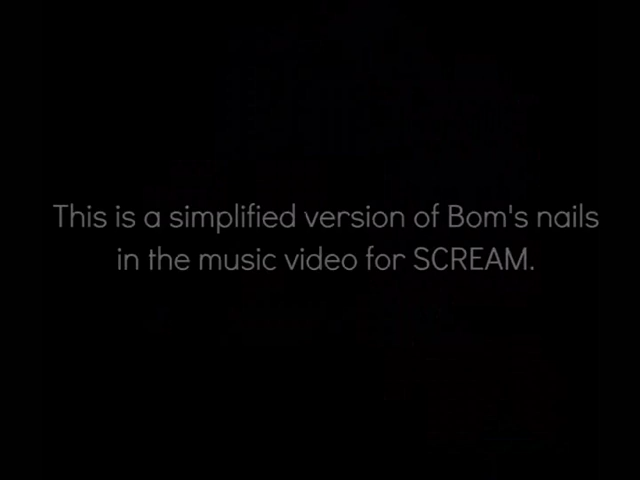 This is a simplified version of Bom's nails
in the music video for SCREAM.